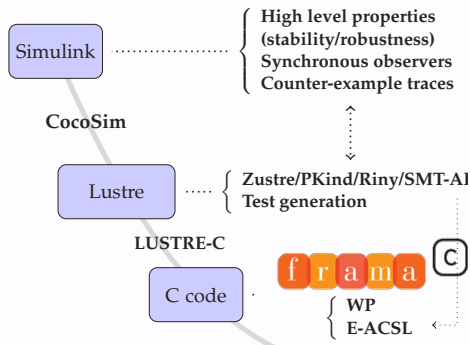 High level properties
Simulink
(stability/robustness)
Synchronous observers
Counter-example traces
CocoSim
Zustre/PKind/Riny/SMT-AI
Lustre
Test generation
LUSTRE-C
frama C
C code
WP
E-ACSL